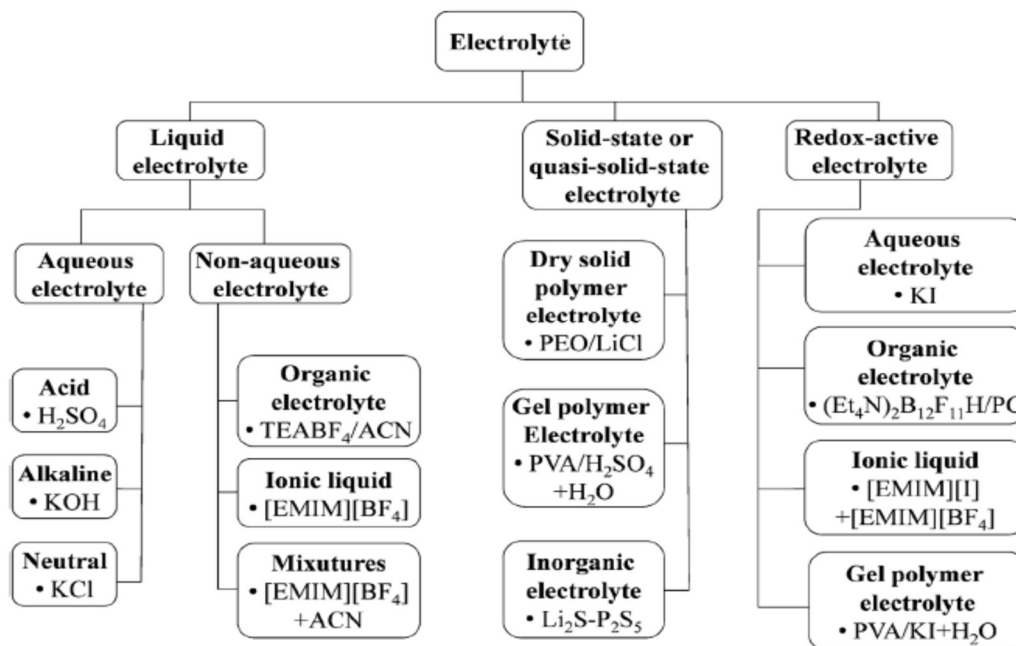 Electrolyte
Liquid
electrolyte
Solid-state or
quasi-solid-state
electrolyte
Redox-active
electrolyte
Aqueous
electrolyte
Non-aqueous
electrolyte
Acid
• H₂SO₄
Alkaline
• KOH
Neutral
• KCl
Organic
electrolyte
• TEABF₄/ACN
Ionic liquid
• [EMIM][BF₄]
Mixutures
• [EMIM][BF₄]
+ACN
Dry solid
polymer
electrolyte
• PEO/LiCl
Gel polymer
Electrolyte
• PVA/H₂SO₄
+H₂O
Inorganic
electrolyte
• Li₂S-P₂S₅
Aqueous
electrolyte
• KI
Organic
electrolyte
• (Et₄N)₂B₁₂F₁₁H/PC
Ionic liquid
• [EMIM][I]
+[EMIM][BF₄]
Gel polymer
electrolyte
• PVA/KI+H₂O